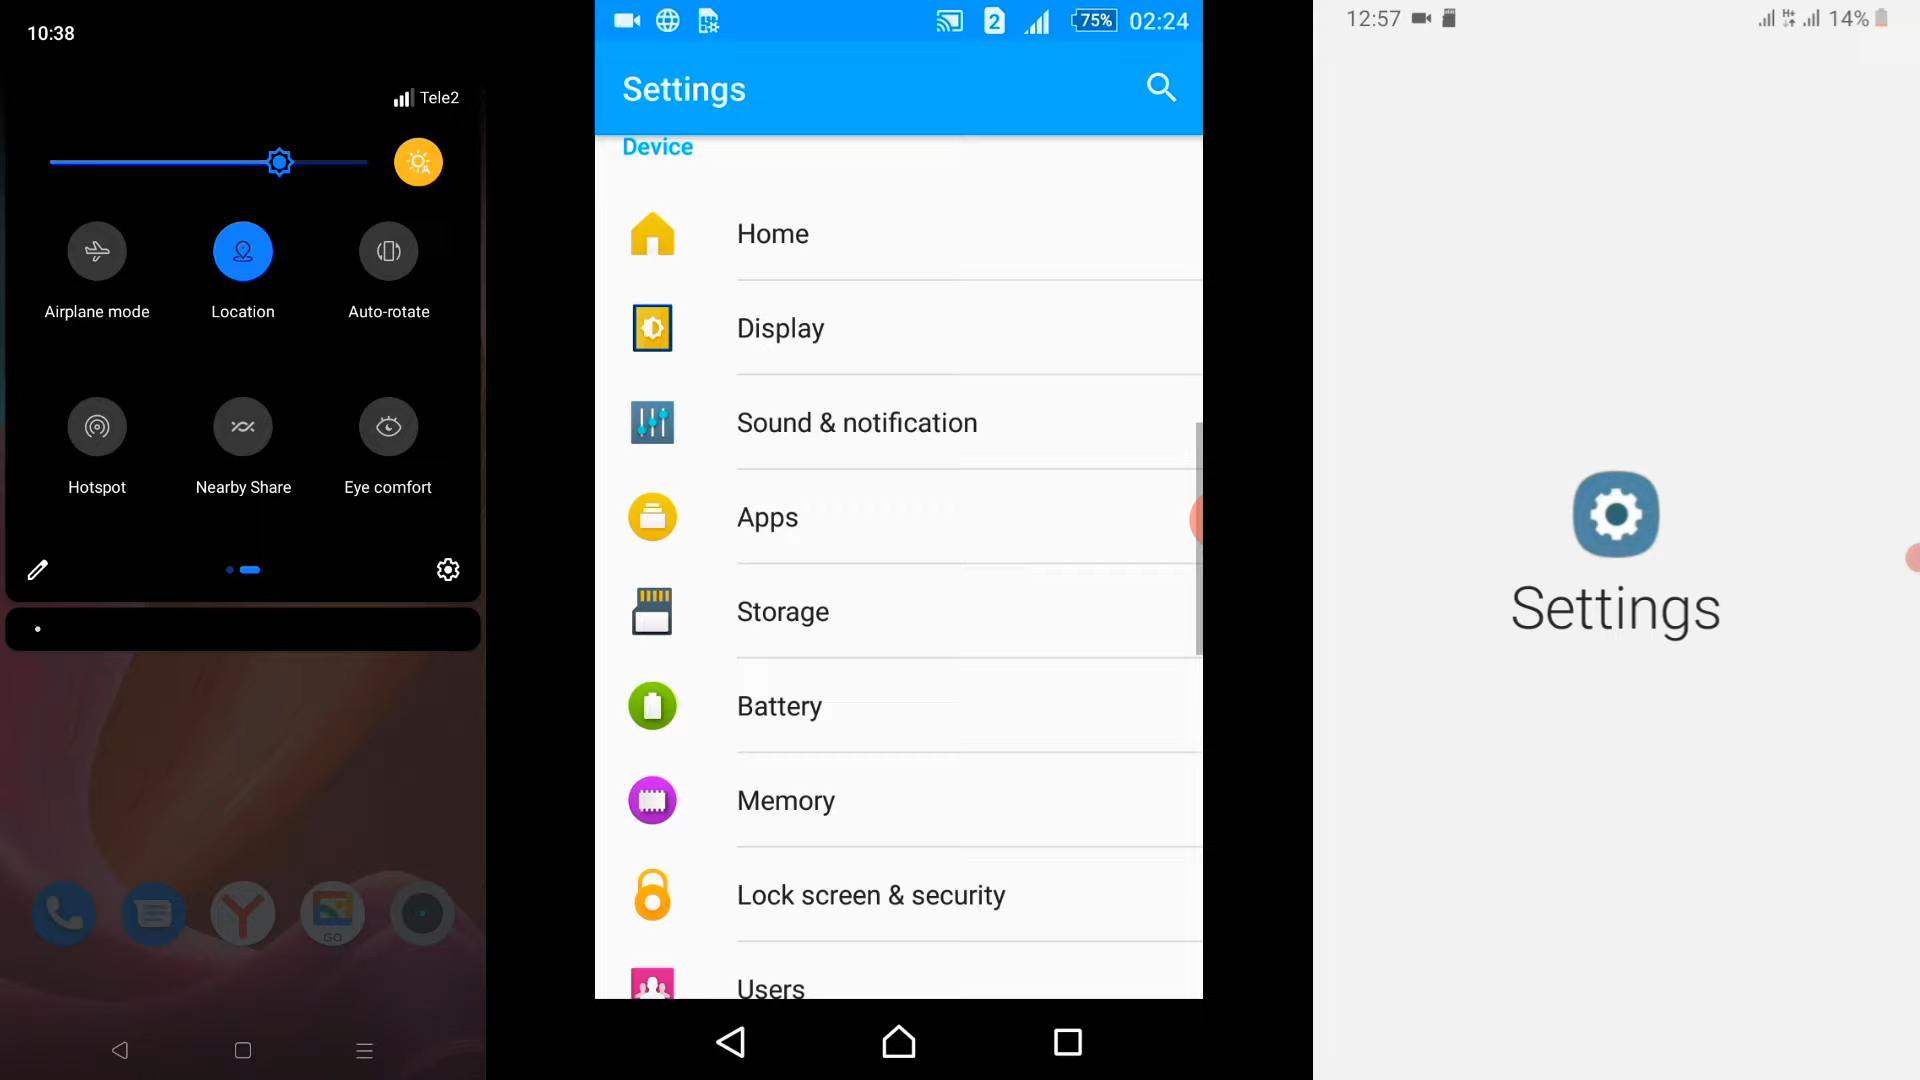 10:38
Tele2
Airplane mode
Location
Auto-rotate
Hotspot
Nearby Share
Eye comfort
GO
2
75%
02:24
Settings
Device
Home
Display
Sound & notification
Apps
Storage
Battery
Memory
Lock screen & security
Users
12:57
H+
14%
Settings